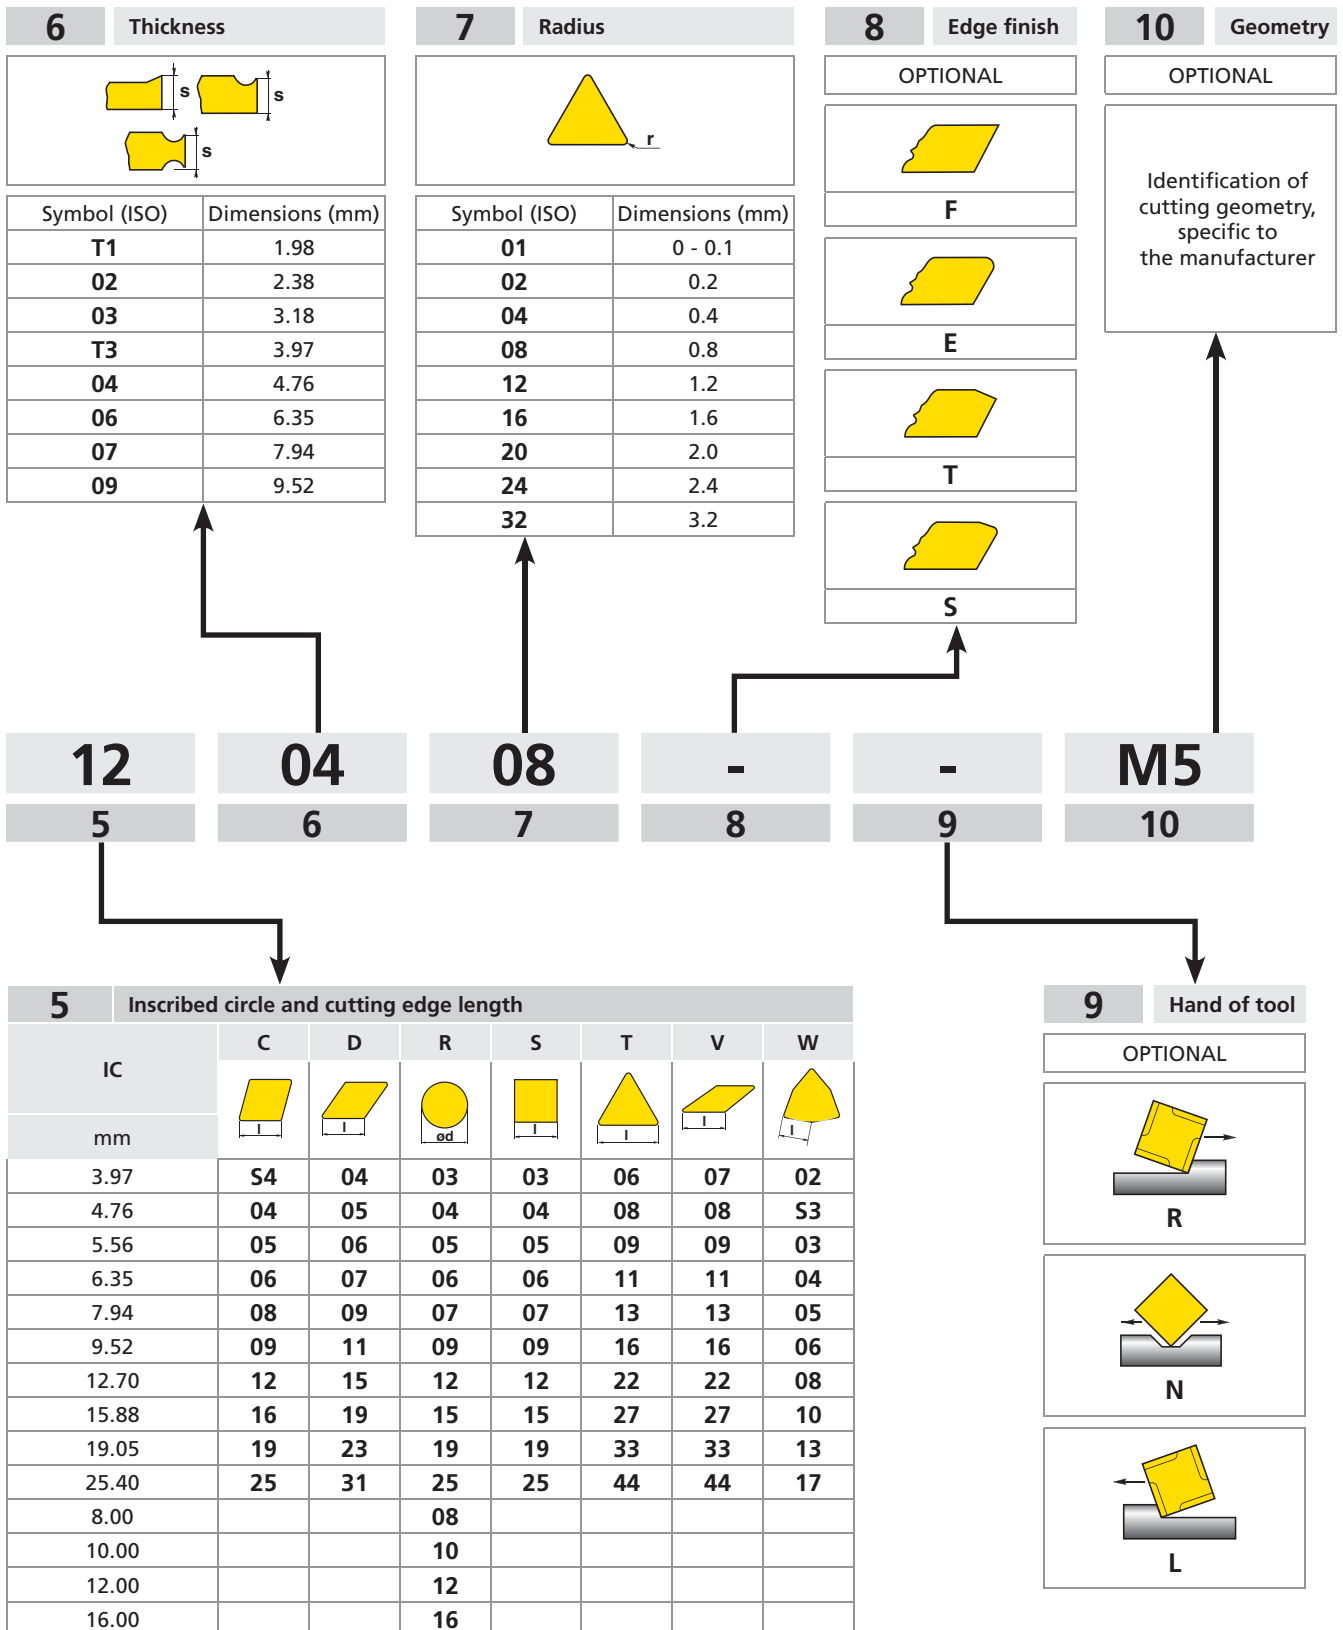 6 Thickness
s s
s
Symbol (ISO) Dimensions (mm)
T1 1.98
02 2.38
03 3.18
T3 3.97
04 4.76
06 6.35
07 7.94
09 9.52
7 Radius
r
Symbol (ISO) Dimensions (mm)
01 0 - 0.1
02 0.2
04 0.4
08 0.8
12 1.2
16 1.6
20 2.0
24 2.4
32 3.2
8 Edge finish
OPTIONAL
F
E
T
S
10 Geometry
OPTIONAL
Identification of
cutting geometry,
specific to
the manufacturer
12 04 08 - - M5
5 6 7 8 9 10
5 Inscribed circle and cutting edge length
IC C D R S T V W
mm l l ød l l l l
3.97 S4 04 03 03 06 07 02
4.76 04 05 04 04 08 08 S3
5.56 05 06 05 05 09 09 03
6.35 06 07 06 06 11 11 04
7.94 08 09 07 07 13 13 05
9.52 09 11 09 09 16 16 06
12.70 12 15 12 12 22 22 08
15.88 16 19 15 15 27 27 10
19.05 19 23 19 19 33 33 13
25.40 25 31 25 25 44 44 17
8.00 08
10.00 10
12.00 12
16.00 16
9 Hand of tool
OPTIONAL
R
N
L